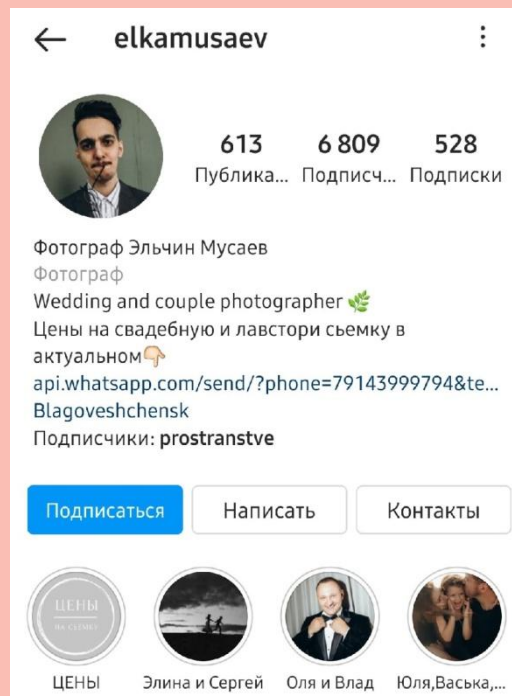 elkamusaev
613 6 809 528
Публика... Подписч... Подписки
Фотограф Эльчин Мусаев
Фотограф
Wedding and couple photographer
Цены на свадебную и лавстори сьемку в
актуальном
api.whatsapp.com/send/?phone=79143999794&te...
Blagoveshchensk
Подписчики: prostranstve
Подписаться Написать Контакты
ЦЕНЫ
НА СЪЕМКУ
ЦЕНЫ Элина и Сергей Оля и Влад Юля,Васька,...